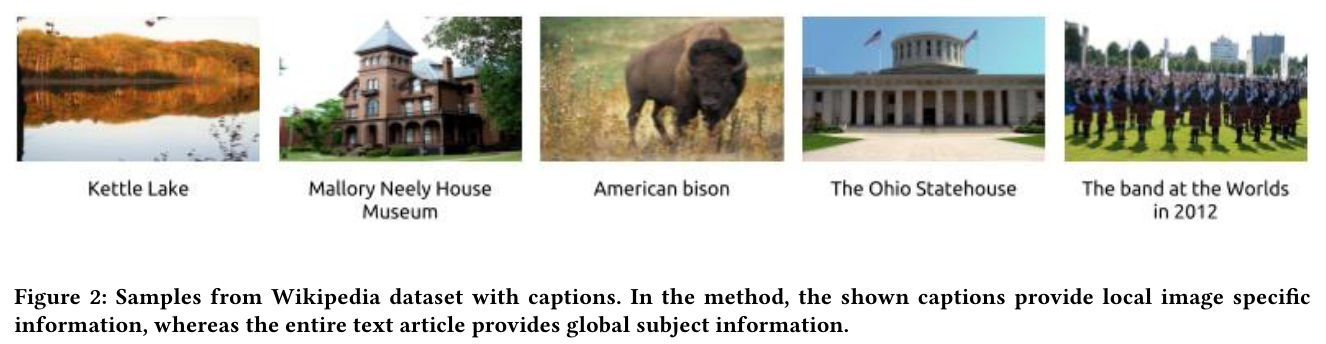 Kettle Lake
Mallory Neely House
Museum
American bison
The Ohio Statehouse
The band at the Worlds
in 2012
Figure 2: Samples from Wikipedia dataset with captions. In the method, the shown captions provide local image specific
information, whereas the entire text article provides global subject information.